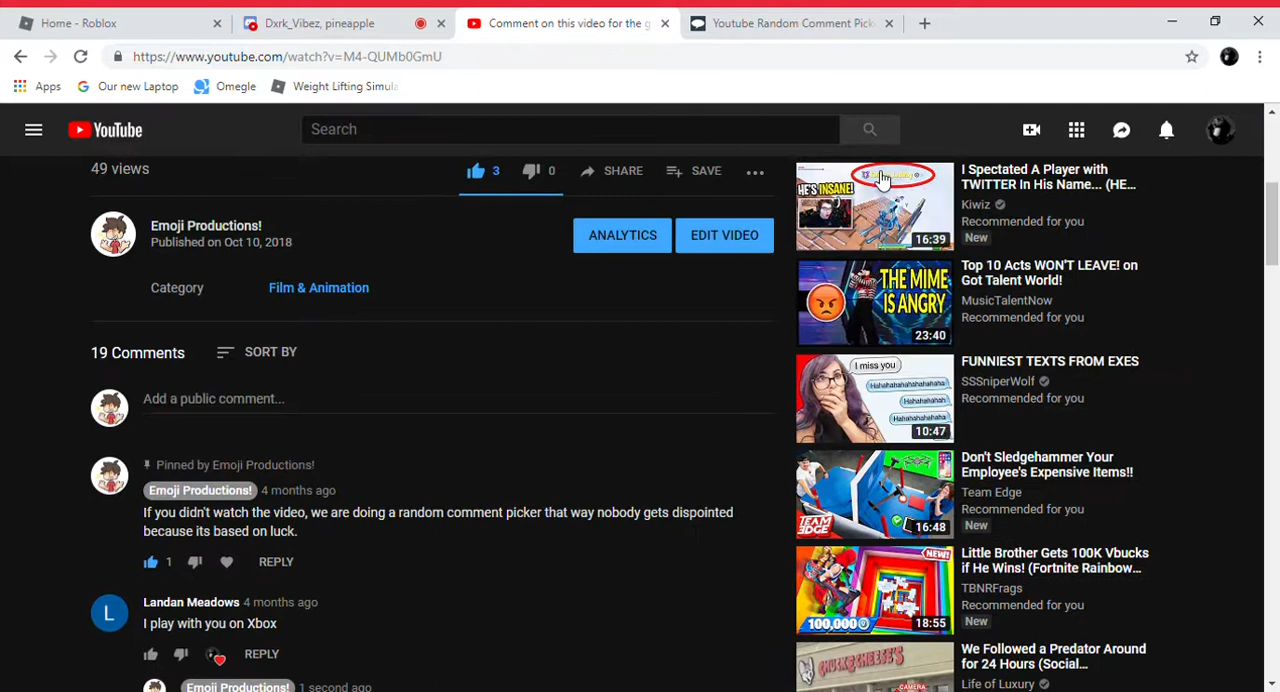 Home - Roblox
Dxrk_Vibez, pineapple
Comment on this video for the g
Youtube Random Comment Pick
https://www.youtube.com/watch?v=M4-QUMb0GmU
Apps
Our new Laptop
Omegle
Weight Lifting Simula
YouTube
Search
49 views
3
0
SHARE
SAVE
Emoji Productions!
Published on Oct 10, 2018
ANALYTICS
EDIT VIDEO
Category
Film & Animation
19 Comments
SORT BY
Add a public comment...
Pinned by Emoji Productions!
Emoji Productions! 4 months ago
If you didn't watch the video, we are doing a random comment picker that way nobody gets dispointed
because its based on luck.
1
REPLY
L
Landan Meadows 4 months ago
I play with you on Xbox
REPLY
Emoji Productions! 1 second ago
HE'S INSANE!
16:39
I Spectated A Player with
TWITTER In His Name... (HE...
Kiwiz
Recommended for you
New
THE MIME
IS ANGRY
23:40
Top 10 Acts WON'T LEAVE! on
Got Talent World!
MusicTalentNow
Recommended for you
I miss you
Hahahahahahahahaha
Hahahahaha
Hahahahahaha
10:47
FUNNIEST TEXTS FROM EXES
SSSniperWolf
Recommended for you
TEAM
EDGE
16:48
Don't Sledgehammer Your
Employee's Expensive Items!!
Team Edge
Recommended for you
New
NEW!
100,000
18:55
Little Brother Gets 100K Vbucks
if He Wins! (Fortnite Rainbow...
TBNRFrags
Recommended for you
New
CHUCK E CHEESE'S
CAMERA
We Followed a Predator Around
for 24 Hours (Social...
Life of Luxury